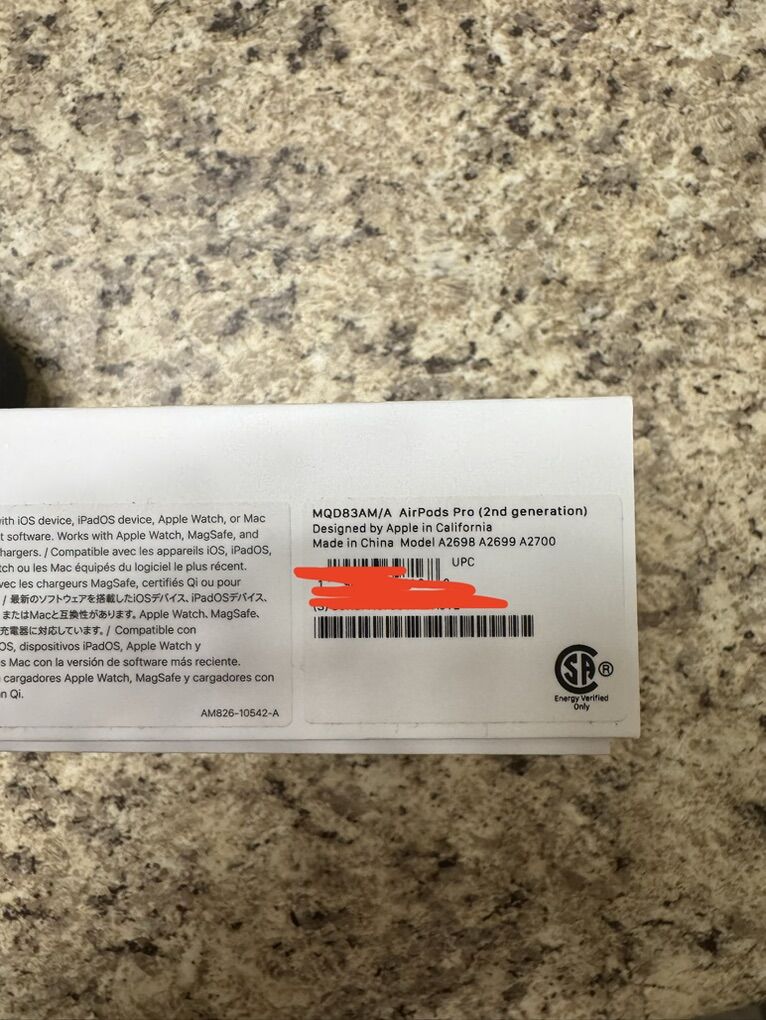 with iOS device, iPadOS device, Apple Watch, or Mac
t software. Works with Apple Watch, MagSafe, and
hargers. / Compatible avec les appareils iOS, iPadOS,
tch ou les Mac équipés du logiciel le plus récent.
vec les chargeurs MagSafe, certifiés Qi ou pour
/ 最新のソフトウェアを搭載したiOSデバイス、iPadOSデバイス、
またはMacと互換性があります。Apple Watch、MagSafe、
充電器に対応しています。/ Compatible con
OS, dispositivos iPadOS, Apple Watch y
s Mac con la versión de software más reciente.
cargadores Apple Watch, MagSafe y cargadores con
n Qi.
AM826-10542-A
MQD83AM/A AirPods Pro (2nd generation)
Designed by Apple in California
Made in China Model A2698 A2699 A2700
UPC
SA ®
Energy Verified
Only